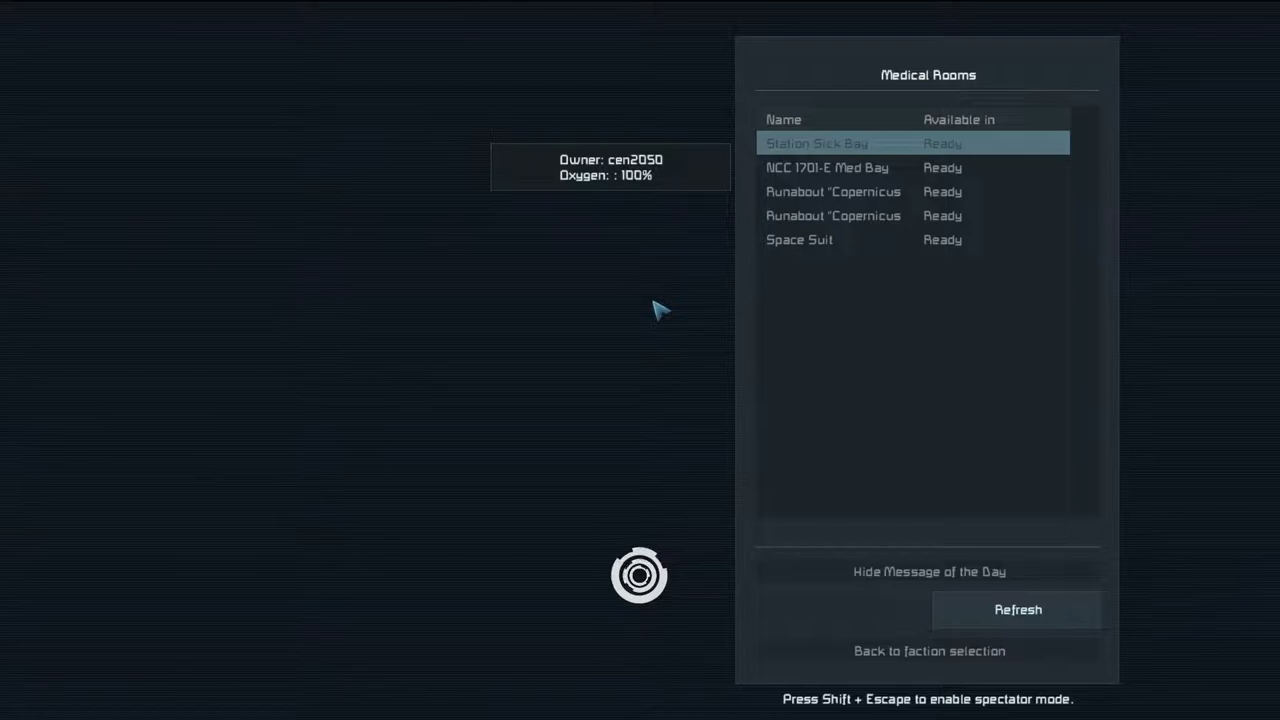 Medical Rooms
Name Available in
Station Sick Bay Ready
Owner: cen2050
Oxygen: : 100%
NCC 1701-E Med Bay Ready
Runabout "Copernicus Ready
Runabout "Copernicus Ready
Space Suit Ready
Hide Message of the Day
Refresh
Back to faction selection
Press Shift + Escape to enable spectator mode.